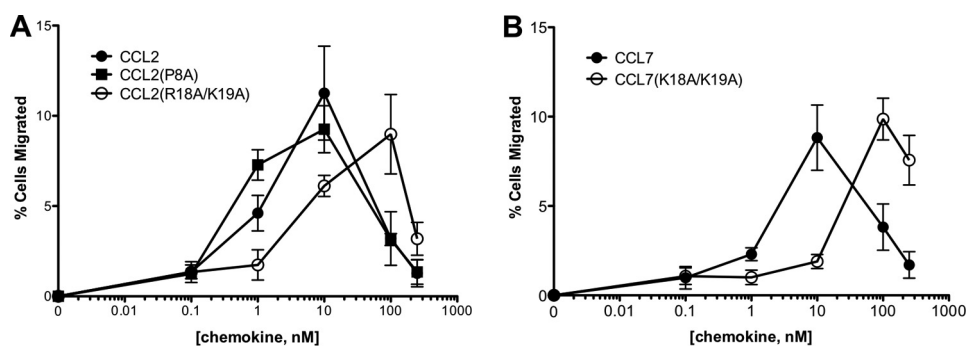 A
15
10
5
0
% Cells Migrated
CCL2
CCL2(P8A)
CCL2(R18A/K19A)
0 0.01 0.1 1 10 100 1000
[chemokine, nM]
B
15
10
5
0
% Cells Migrated
CCL7
CCL7(K18A/K19A)
0 0.01 0.1 1 10 100 1000
[chemokine, nM]